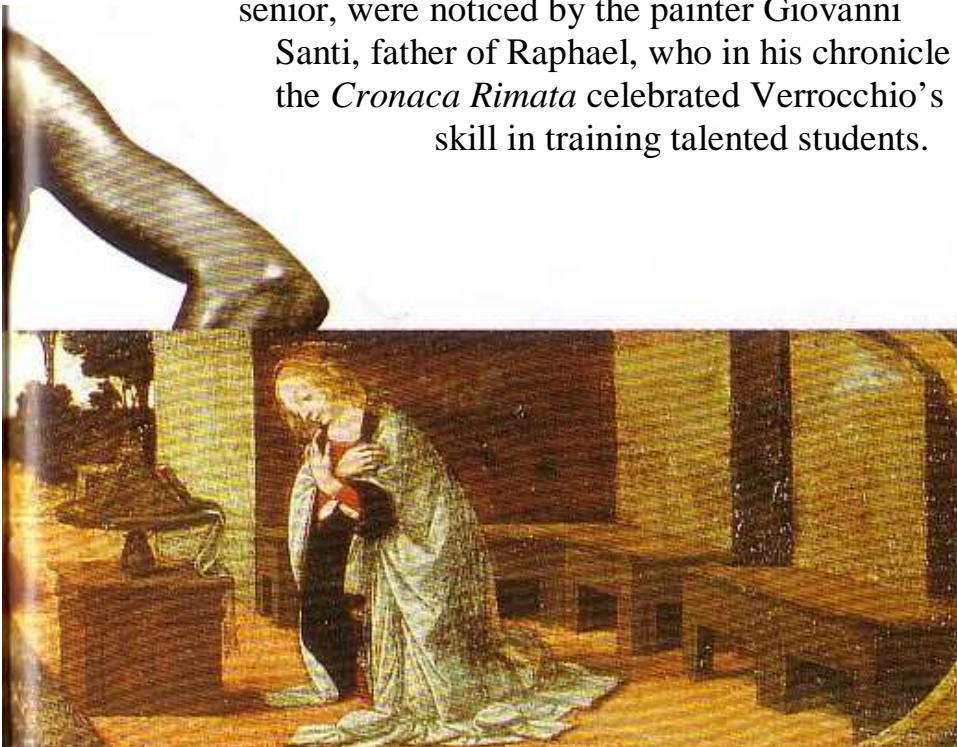 senior, were noticed by the painter Giovanni
Santi, father of Raphael, who in his chronicle
the Cronaca Rimata celebrated Verrocchio’s
skill in training talented students.